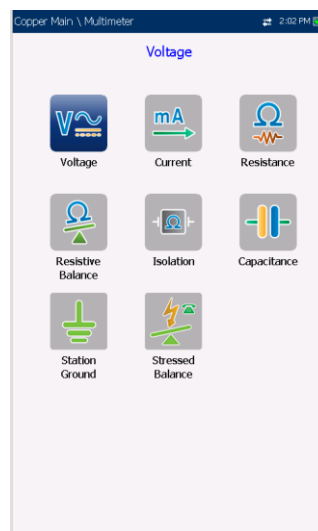 Copper Main \ Multimeter 2:02 PM
Voltage
V
mA
Ω
Voltage Current Resistance
Ω
Ω
Resistive Balance Isolation Capacitance
Station Ground Stressed Balance